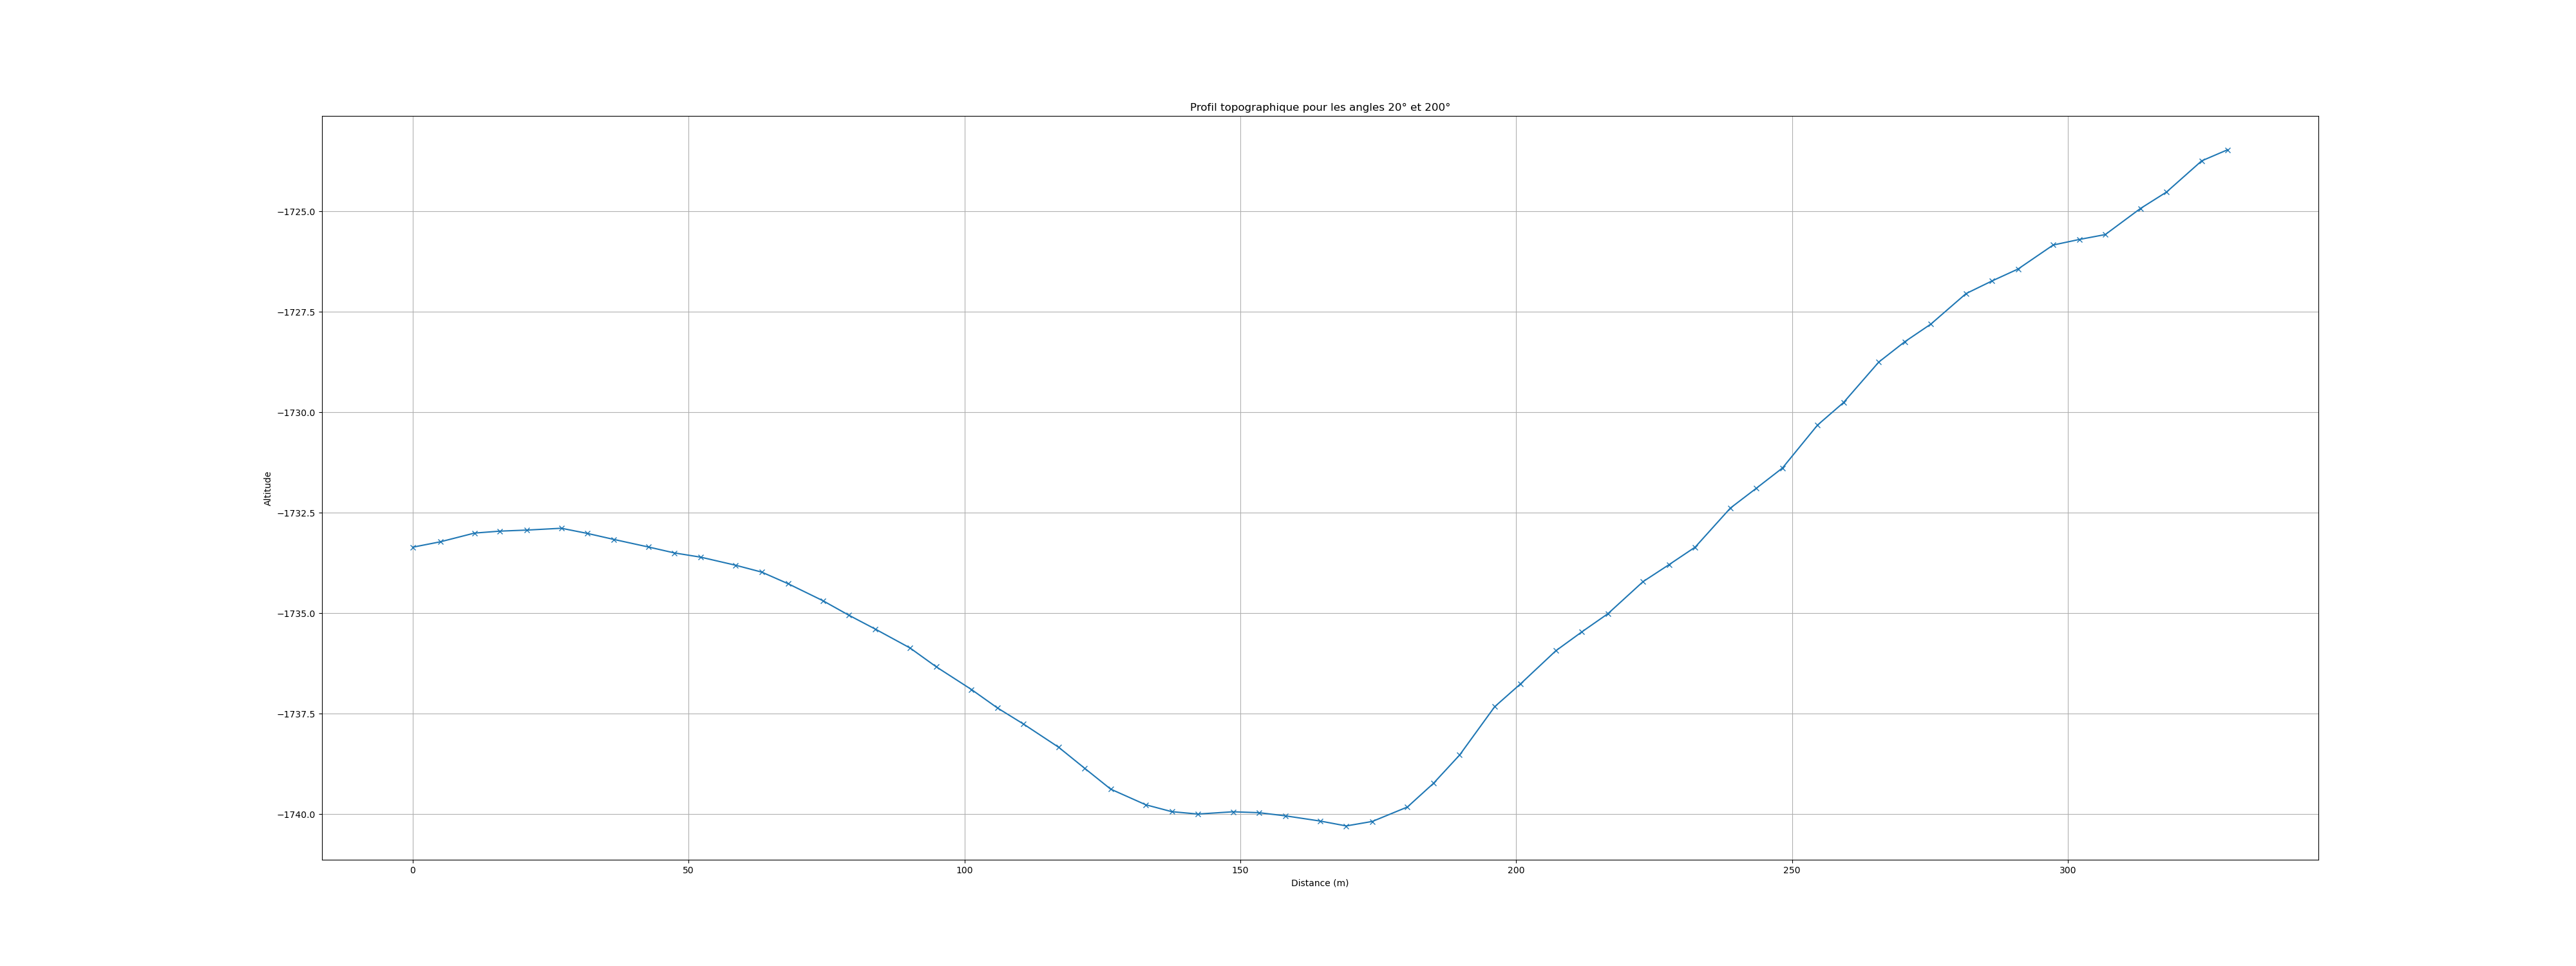 Profil topographique pour les angles 20° et 200°
−1725.0
−1727.5
−1730.0
−1732.5
−1735.0
−1737.5
−1740.0
Altitude
0 50 100 150 200 250 300
Distance (m)